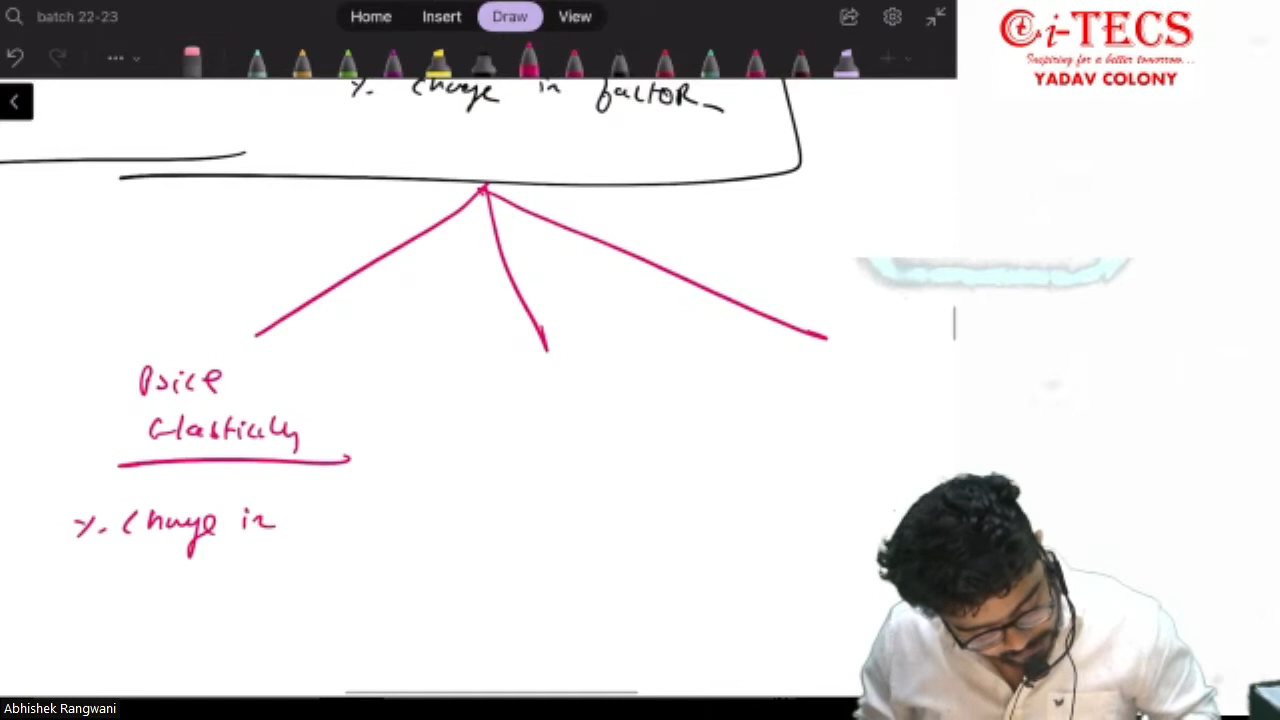 batch 22-23
Home Insert Draw View
i-TECS
Inspiring for a better tomorrow...
YADAV COLONY
%. Change in factOR
Price
Elasticity
%. Change in
Abhishek Rangwani